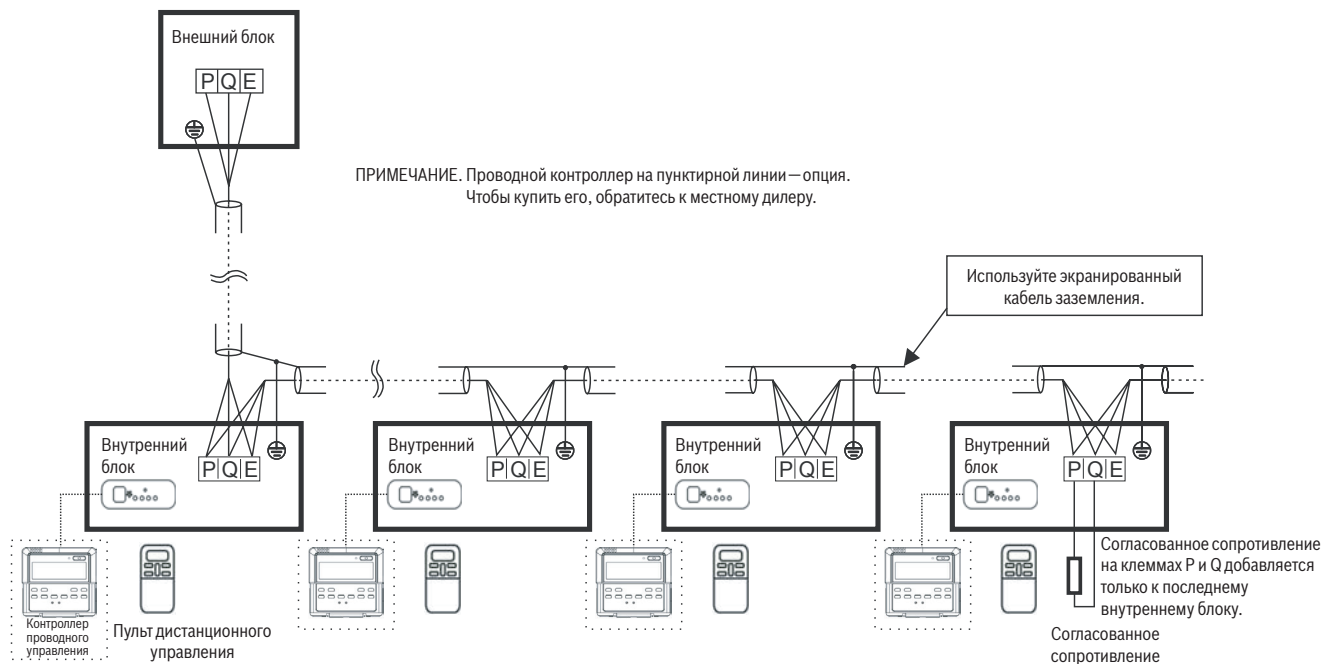 Внешний блок
P Q E
ПРИМЕЧАНИЕ. Проводной контроллер на пунктирной линии — опция.
Чтобы купить его, обратитесь к местному дилеру.
Используйте экранированный
кабель заземления.
Внутренний
блок
P Q E
Внутренний
блок
P Q E
Внутренний
блок
P Q E
Внутренний
блок
P Q E
Контроллер
проводного
управления
Пульт дистанционного
управления
Согласованное сопротивление
на клеммах P и Q добавляется
только к последнему
внутреннему блоку.
Согласованное
сопротивление